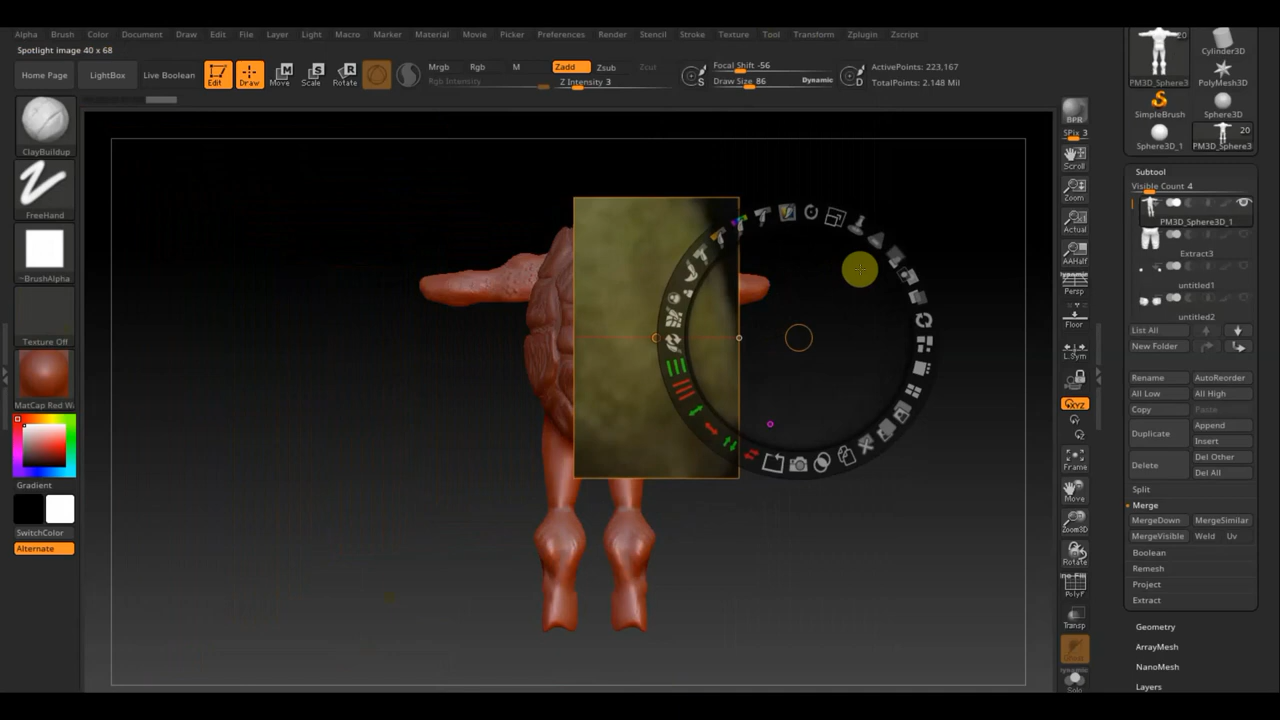 Alpha Brush Color Document Draw Edit File Layer Light Macro Marker Material Movie Picker Preferences Render Stencil Stroke Texture Tool Transform Zplugin Zscript
Spotlight image 40 x 68
Home Page LightBox Live Boolean Edit Draw Move Scale Rotate
Mrgb Rgb M Zadd Zsub Zcut
Rgb Intensity Z Intensity 3
S Focal Shift -56
Draw Size 86 Dynamic D
ActivePoints: 223,167
TotalPoints: 2.148 Mil
ClayBuildup
FreeHand
~BrushAlpha
Texture Off
MatCap Red W
Gradient
SwitchColor
Alternate
BPR
SPix 3
Scroll
Zoom
Actual
AAHalf
Persp
Floor
L.Sym
XYZ
Y
Z
Frame
Move
Zoom3D
Rotate
PolyF
Transp
Solo
20
Cylinder3D
PM3D_Sphere3 PolyMesh3D
SimpleBrush Sphere3D
20
Sphere3D_1 PM3D_Sphere3
Subtool
Visible Count 4
PM3D_Sphere3D_1
Extract3
untitled1
untitled2
List All
New Folder
Rename AutoReorder
All Low All High
Copy Paste
Duplicate Append
Insert
Delete Del Other
Del All
Split
Merge
MergeDown MergeSimilar
MergeVisible Weld Uv
Boolean
Remesh
Project
Extract
Geometry
ArrayMesh
NanoMesh
Layers